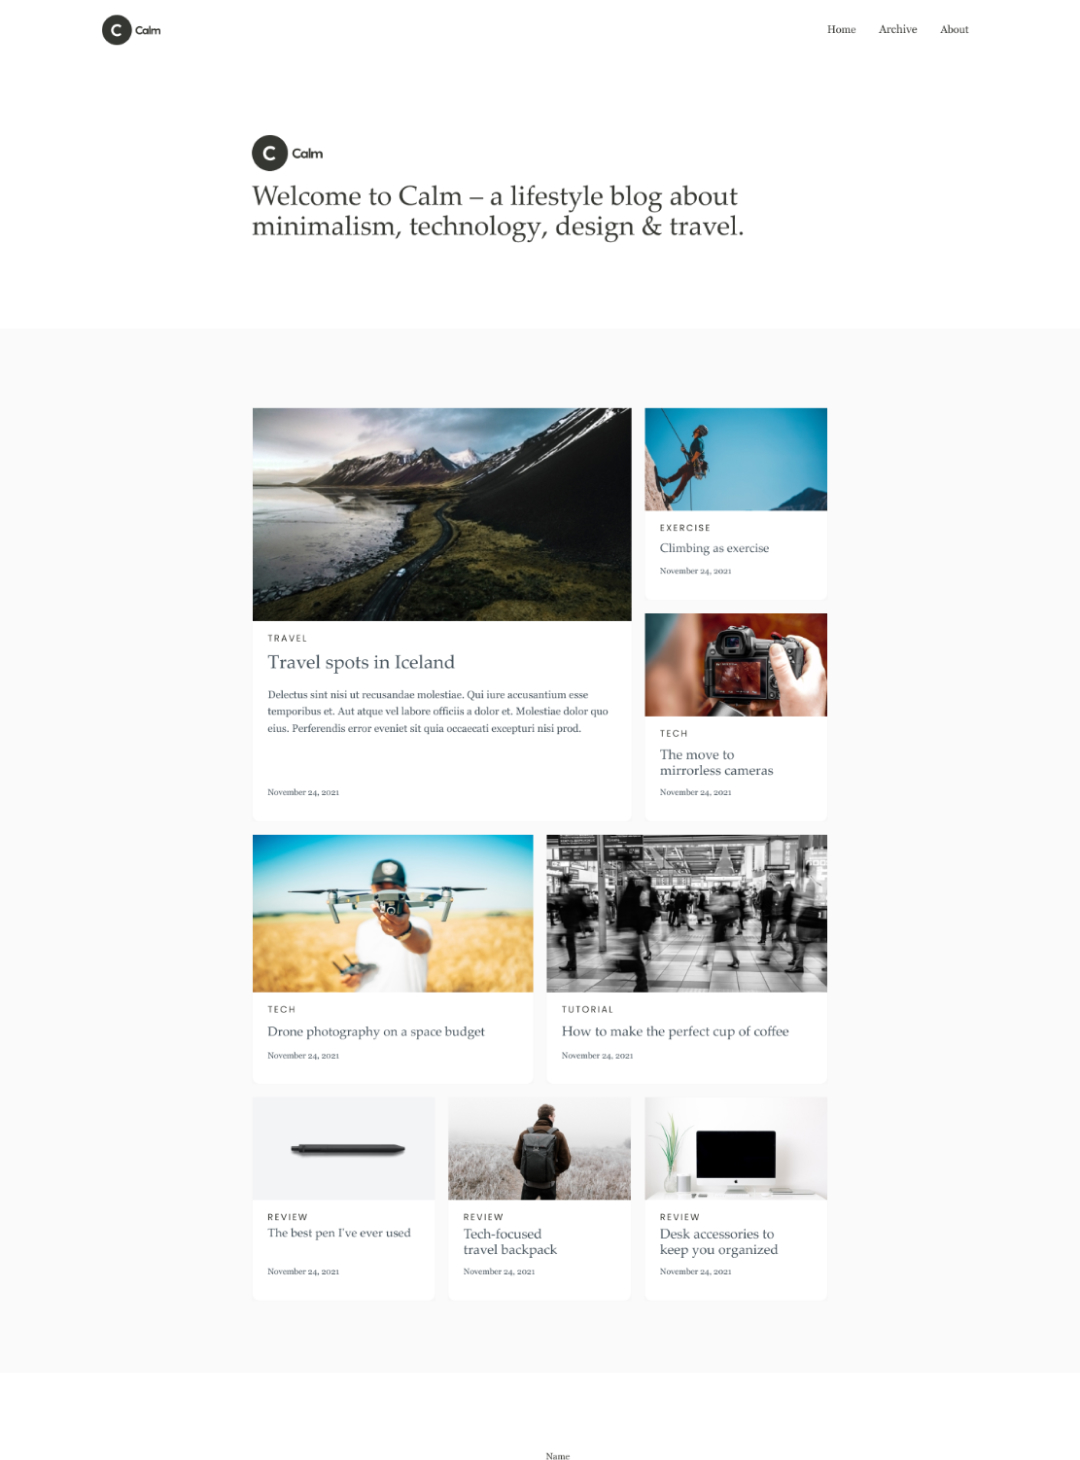 C Calm
Home Archive About
C Calm
Welcome to Calm – a lifestyle blog about
minimalism, technology, design & travel.
TRAVEL
Travel spots in Iceland
Delectus sint nisi ut recusandae molestiae. Qui iure accusantium esse
temporibus et. Aut atque vel labore officiis a dolor et. Molestiae dolor quo
eius. Perferendis error eveniet sit quia occaecati excepturi nisi prod.
November 24, 2021
EXERCISE
Climbing as exercise
November 24, 2021
TECH
The move to
mirrorless cameras
November 24, 2021
TECH
Drone photography on a space budget
November 24, 2021
TUTORIAL
How to make the perfect cup of coffee
November 24, 2021
REVIEW
The best pen I've ever used
November 24, 2021
REVIEW
Tech-focused
travel backpack
November 24, 2021
REVIEW
Desk accessories to
keep you organized
November 24, 2021
Name